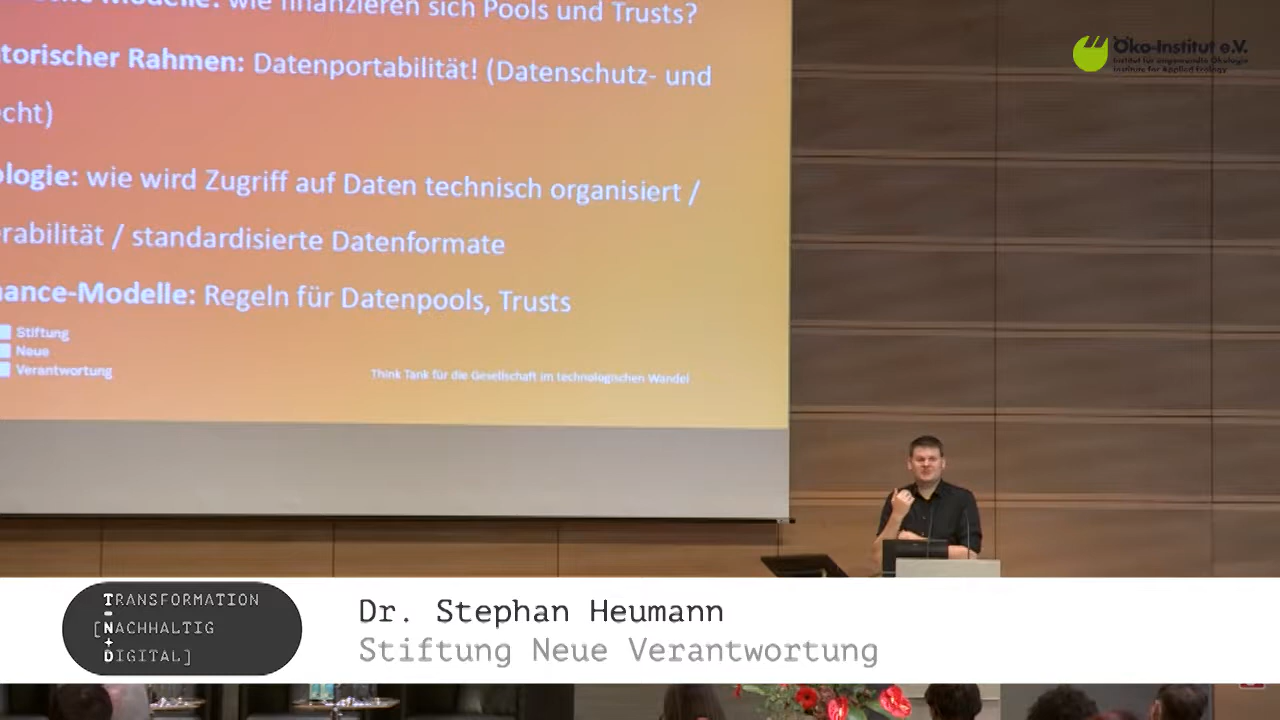 Modelle: wie finanzieren sich Pools und Trusts?
Öko-Institut e.V.
Institut für angewandte Ökologie
Institute for Applied Ecology
torischer Rahmen: Datenportabilität! (Datenschutz- und
cht)
logie: wie wird Zugriff auf Daten technisch organisiert /
rabilität / standardisierte Datenformate
nance-Modelle: Regeln für Datenpools, Trusts
Stiftung
Neue
Verantwortung
Think Tank für die Gesellschaft im technologischen Wandel
TRANSFORMATION
-
[NACHHALTIG
+
DIGITAL]
Dr. Stephan Heumann
Stiftung Neue Verantwortung